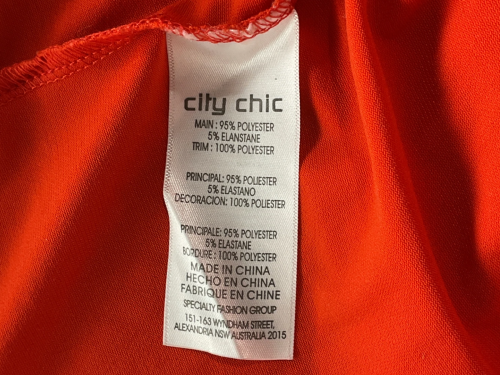 city chic
MAIN : 95% POLYESTER
5% ELANSTANE
TRIM : 100% POLYESTER
PRINCIPAL: 95% POLIESTER
5% ELASTANO
DECORACION: 100% POLIESTER
PRINCIPALE: 95% POLYESTER
5% ELASTANE
BORDURE : 100% POLYESTER
MADE IN CHINA
HECHO EN CHINA
FABRIQUE EN CHINE
SPECIALTY FASHION GROUP
151-163 WYNDHAM STREET,
ALEXANDRIA NSW AUSTRALIA 2015